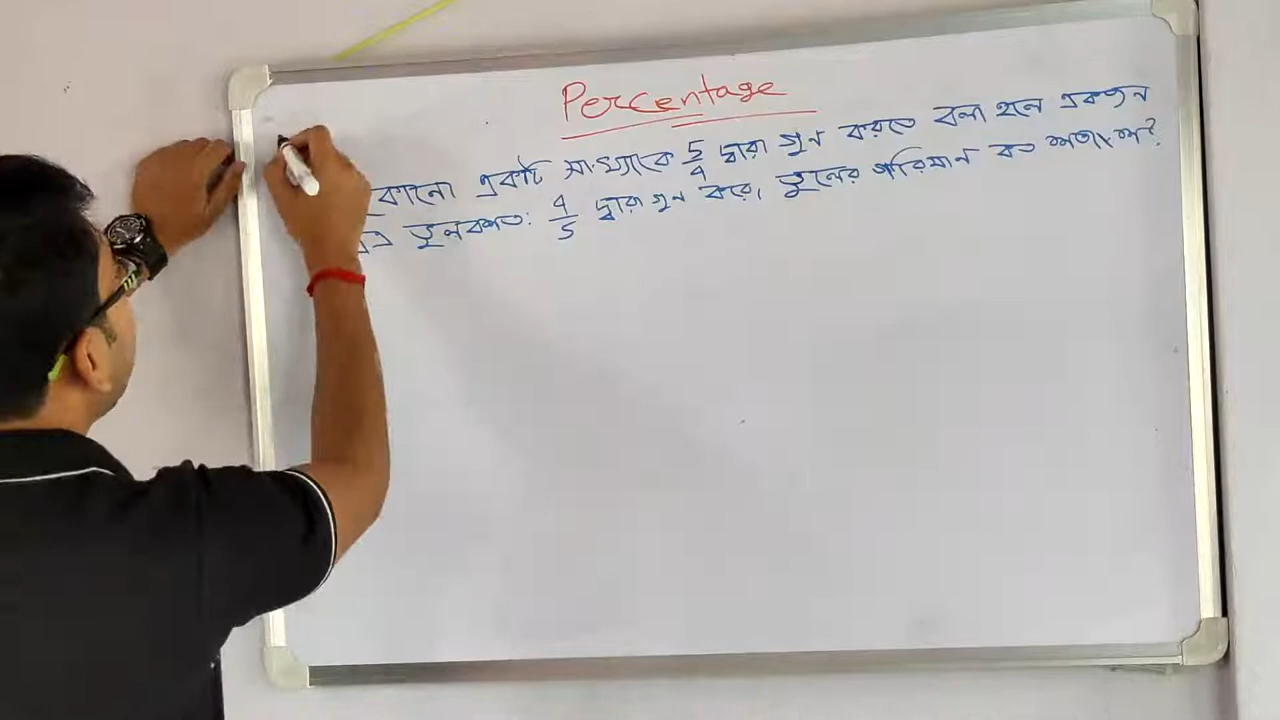 Percentage
কোনো একটি সংখ্যাকে 5/4 দ্বারা গুন করতে বলা হলে একজন
ভুলবশতঃ 4/5 দ্বারা গুন করে, ভুলের পরিমান কত শতাংশ?